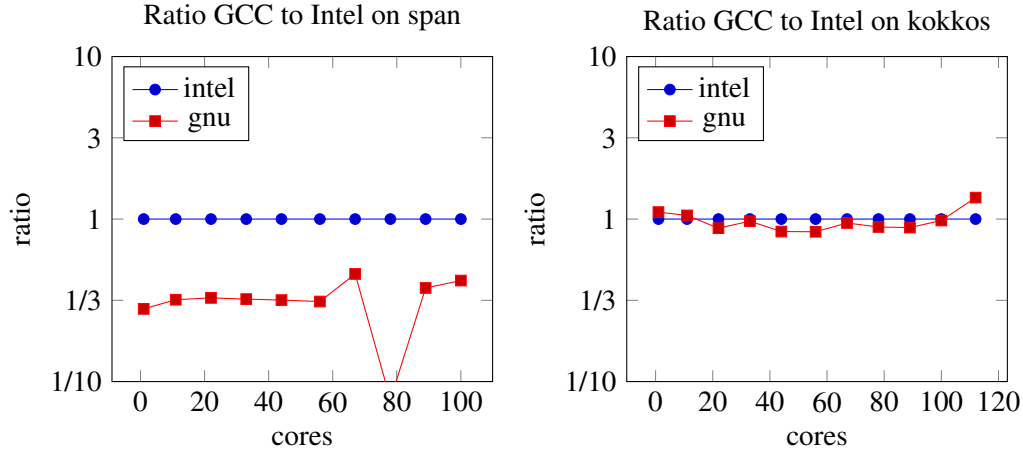 Ratio GCC to Intel on span
10
3
1
1/3
1/10
ratio
intel
gnu
0 20 40 60 80 100
cores
Ratio GCC to Intel on kokkos
10
3
1
1/3
1/10
ratio
intel
gnu
0 20 40 60 80 100 120
cores